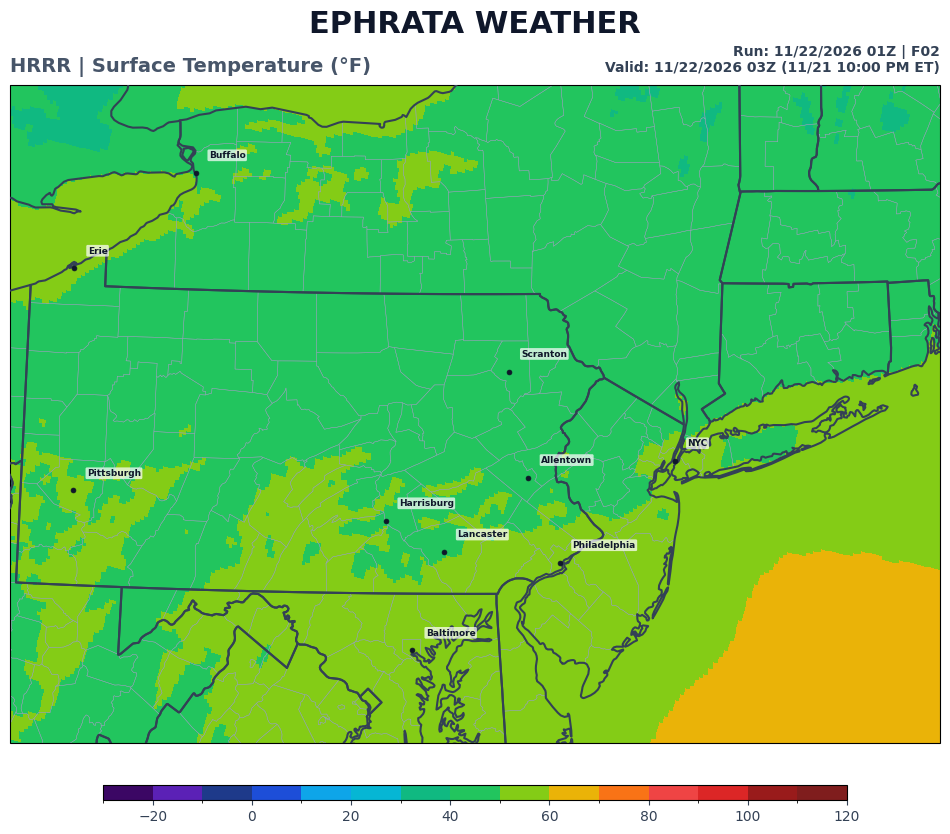 EPHRATA WEATHER
HRRR | Surface Temperature (°F)
Run: 11/22/2026 01Z | F02
Valid: 11/22/2026 03Z (11/21 10:00 PM ET)
Buffalo
Erie
Scranton
NYC
Allentown
Pittsburgh
Harrisburg
Lancaster
Philadelphia
Baltimore
−20 0 20 40 60 80 100 120